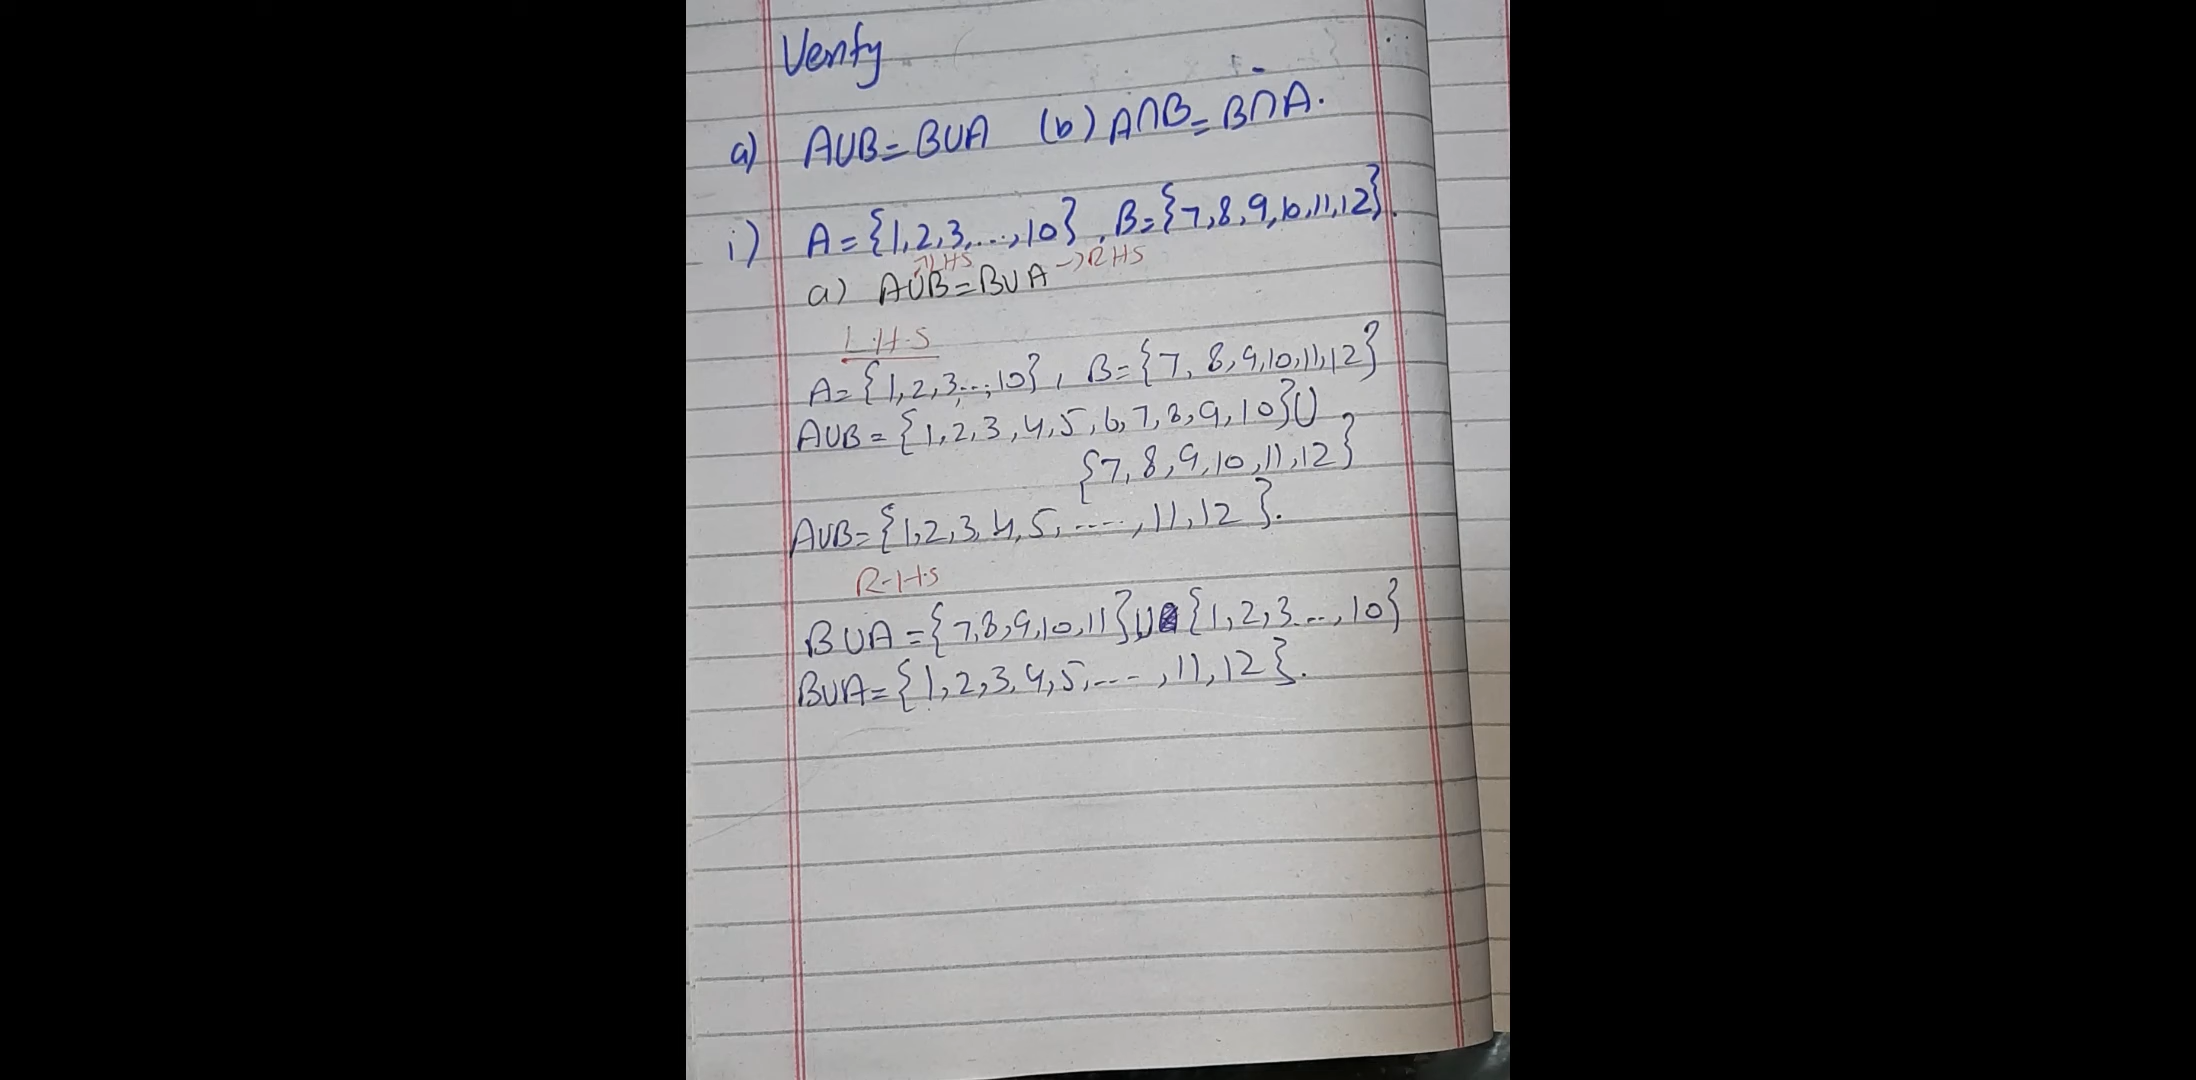 Verify
a) A∪B=B∪A (b) A∩B=B∩A.
i) A={1,2,3,...,10}, B={7,8,9,10,11,12}.
→LHS →RHS
a) A∪B=B∪A
L.H.S
A={1,2,3...,10}, B={7,8,9,10,11,12}
A∪B={1,2,3,4,5,6,7,8,9,10}∪
{7,8,9,10,11,12}
A∪B={1,2,3,4,5,....,11,12}.
R.H.S
B∪A={7,8,9,10,11}∪{1,2,3...,10}
B∪A={1,2,3,4,5,...,11,12}.